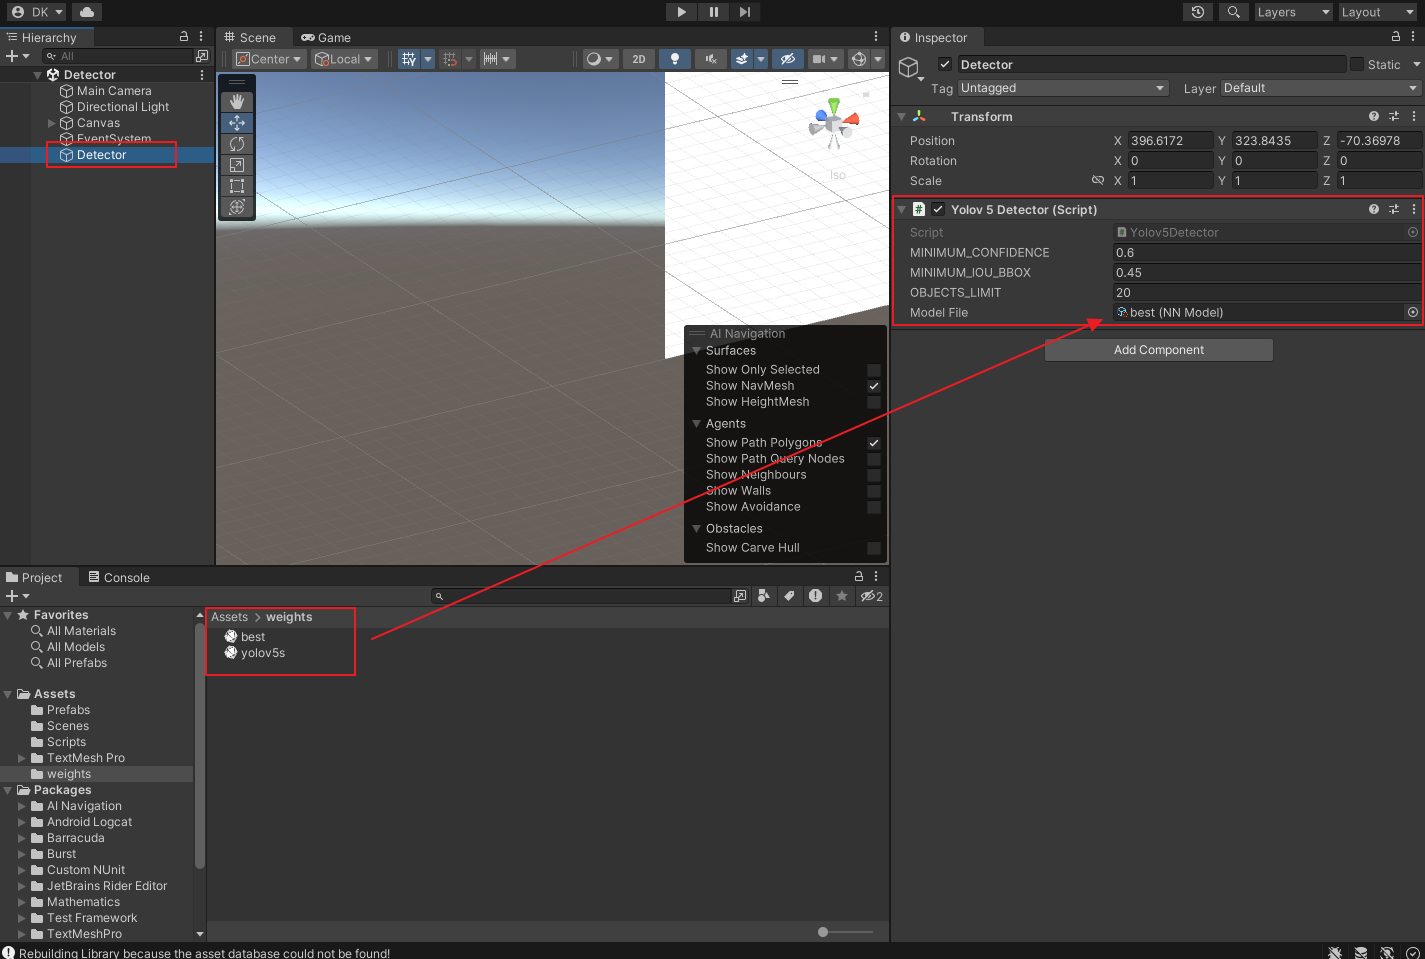 DK
Layers
Layout
Hierarchy
All
Detector
Main Camera
Directional Light
Canvas
EventSystem
Detector
Scene
Game
Center
Local
2D
Iso
AI Navigation
Surfaces
Show Only Selected
Show NavMesh
Show HeightMesh
Agents
Show Path Polygons
Show Path Query Nodes
Show Neighbours
Show Walls
Show Avoidance
Obstacles
Show Carve Hull
Inspector
Detector
Static
Tag Untagged Layer Default
Transform
Position X 396.6172 Y 323.8435 Z -70.36978
Rotation X 0 Y 0 Z 0
Scale X 1 Y 1 Z 1
# Yolov 5 Detector (Script)
Script Yolov5Detector
MINIMUM_CONFIDENCE 0.6
MINIMUM_IOU_BBOX 0.45
OBJECTS_LIMIT 20
Model File best (NN Model)
Add Component
Project
Console
2
Favorites
All Materials
All Models
All Prefabs
Assets
Prefabs
Scenes
Scripts
TextMesh Pro
weights
Packages
AI Navigation
Android Logcat
Barracuda
Burst
Custom NUnit
JetBrains Rider Editor
Mathematics
Test Framework
TextMeshPro
Assets > weights
best
yolov5s
Rebuilding Library because the asset database could not be found!